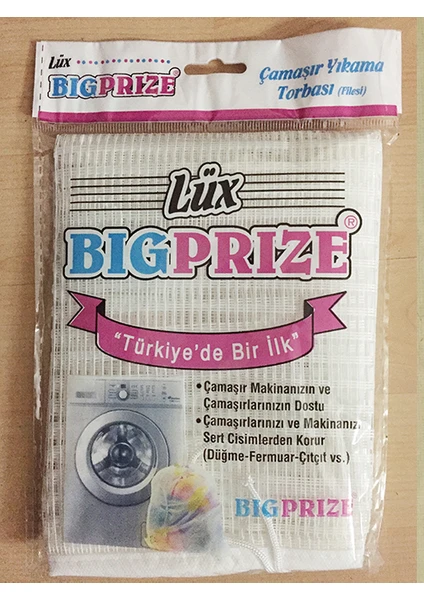 Lüx
BIGPRIZE®
Çamaşır Yıkama
Torbası (Filesi)
Lüx
BIGPRIZE®
"Türkiye'de Bir İlk"
• Çamaşır Makinanızın ve
Çamaşırlarınızın Dostu
• Çamaşırlarınızı ve Makinanızı
Sert Cisimlerden Korur
(Düğme-Fermuar-Çıtçıt vs.)
BIGPRIZE